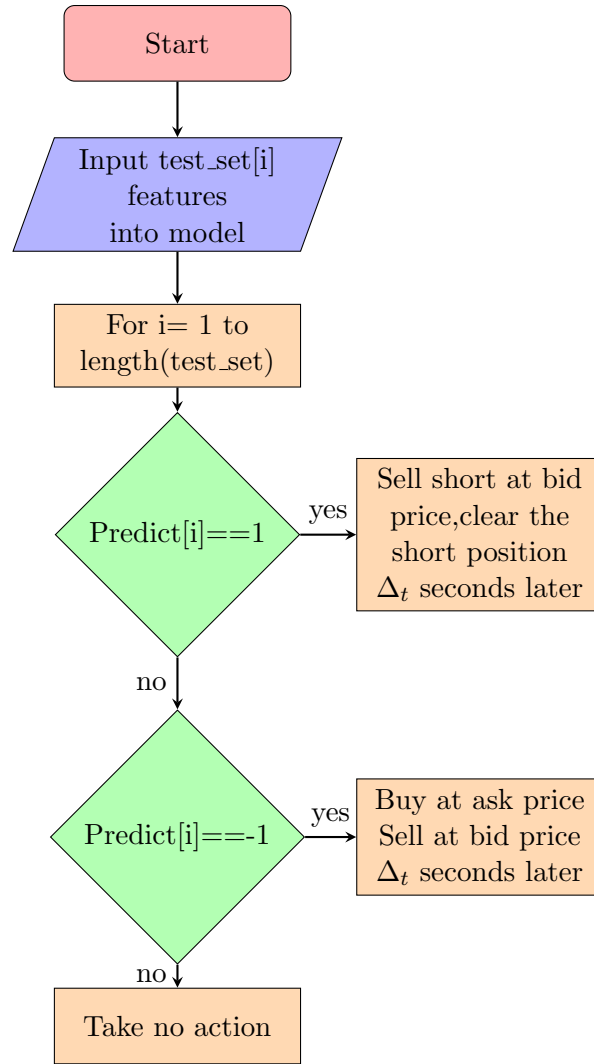 Start
Input test_set[i]
features
into model
For i= 1 to
length(test_set)
Predict[i]==1
yes
Sell short at bid
price,clear the
short position
Δt seconds later
no
Predict[i]==-1
yes
Buy at ask price
Sell at bid price
Δt seconds later
no
Take no action